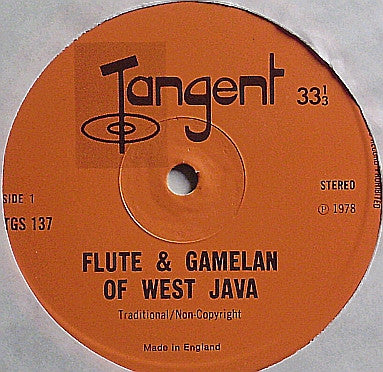 Tangent
33⅓
SIDE 1
STEREO
TGS 137
℗ 1978
FLUTE & GAMELAN
OF WEST JAVA
Traditional/Non-Copyright
Made in England